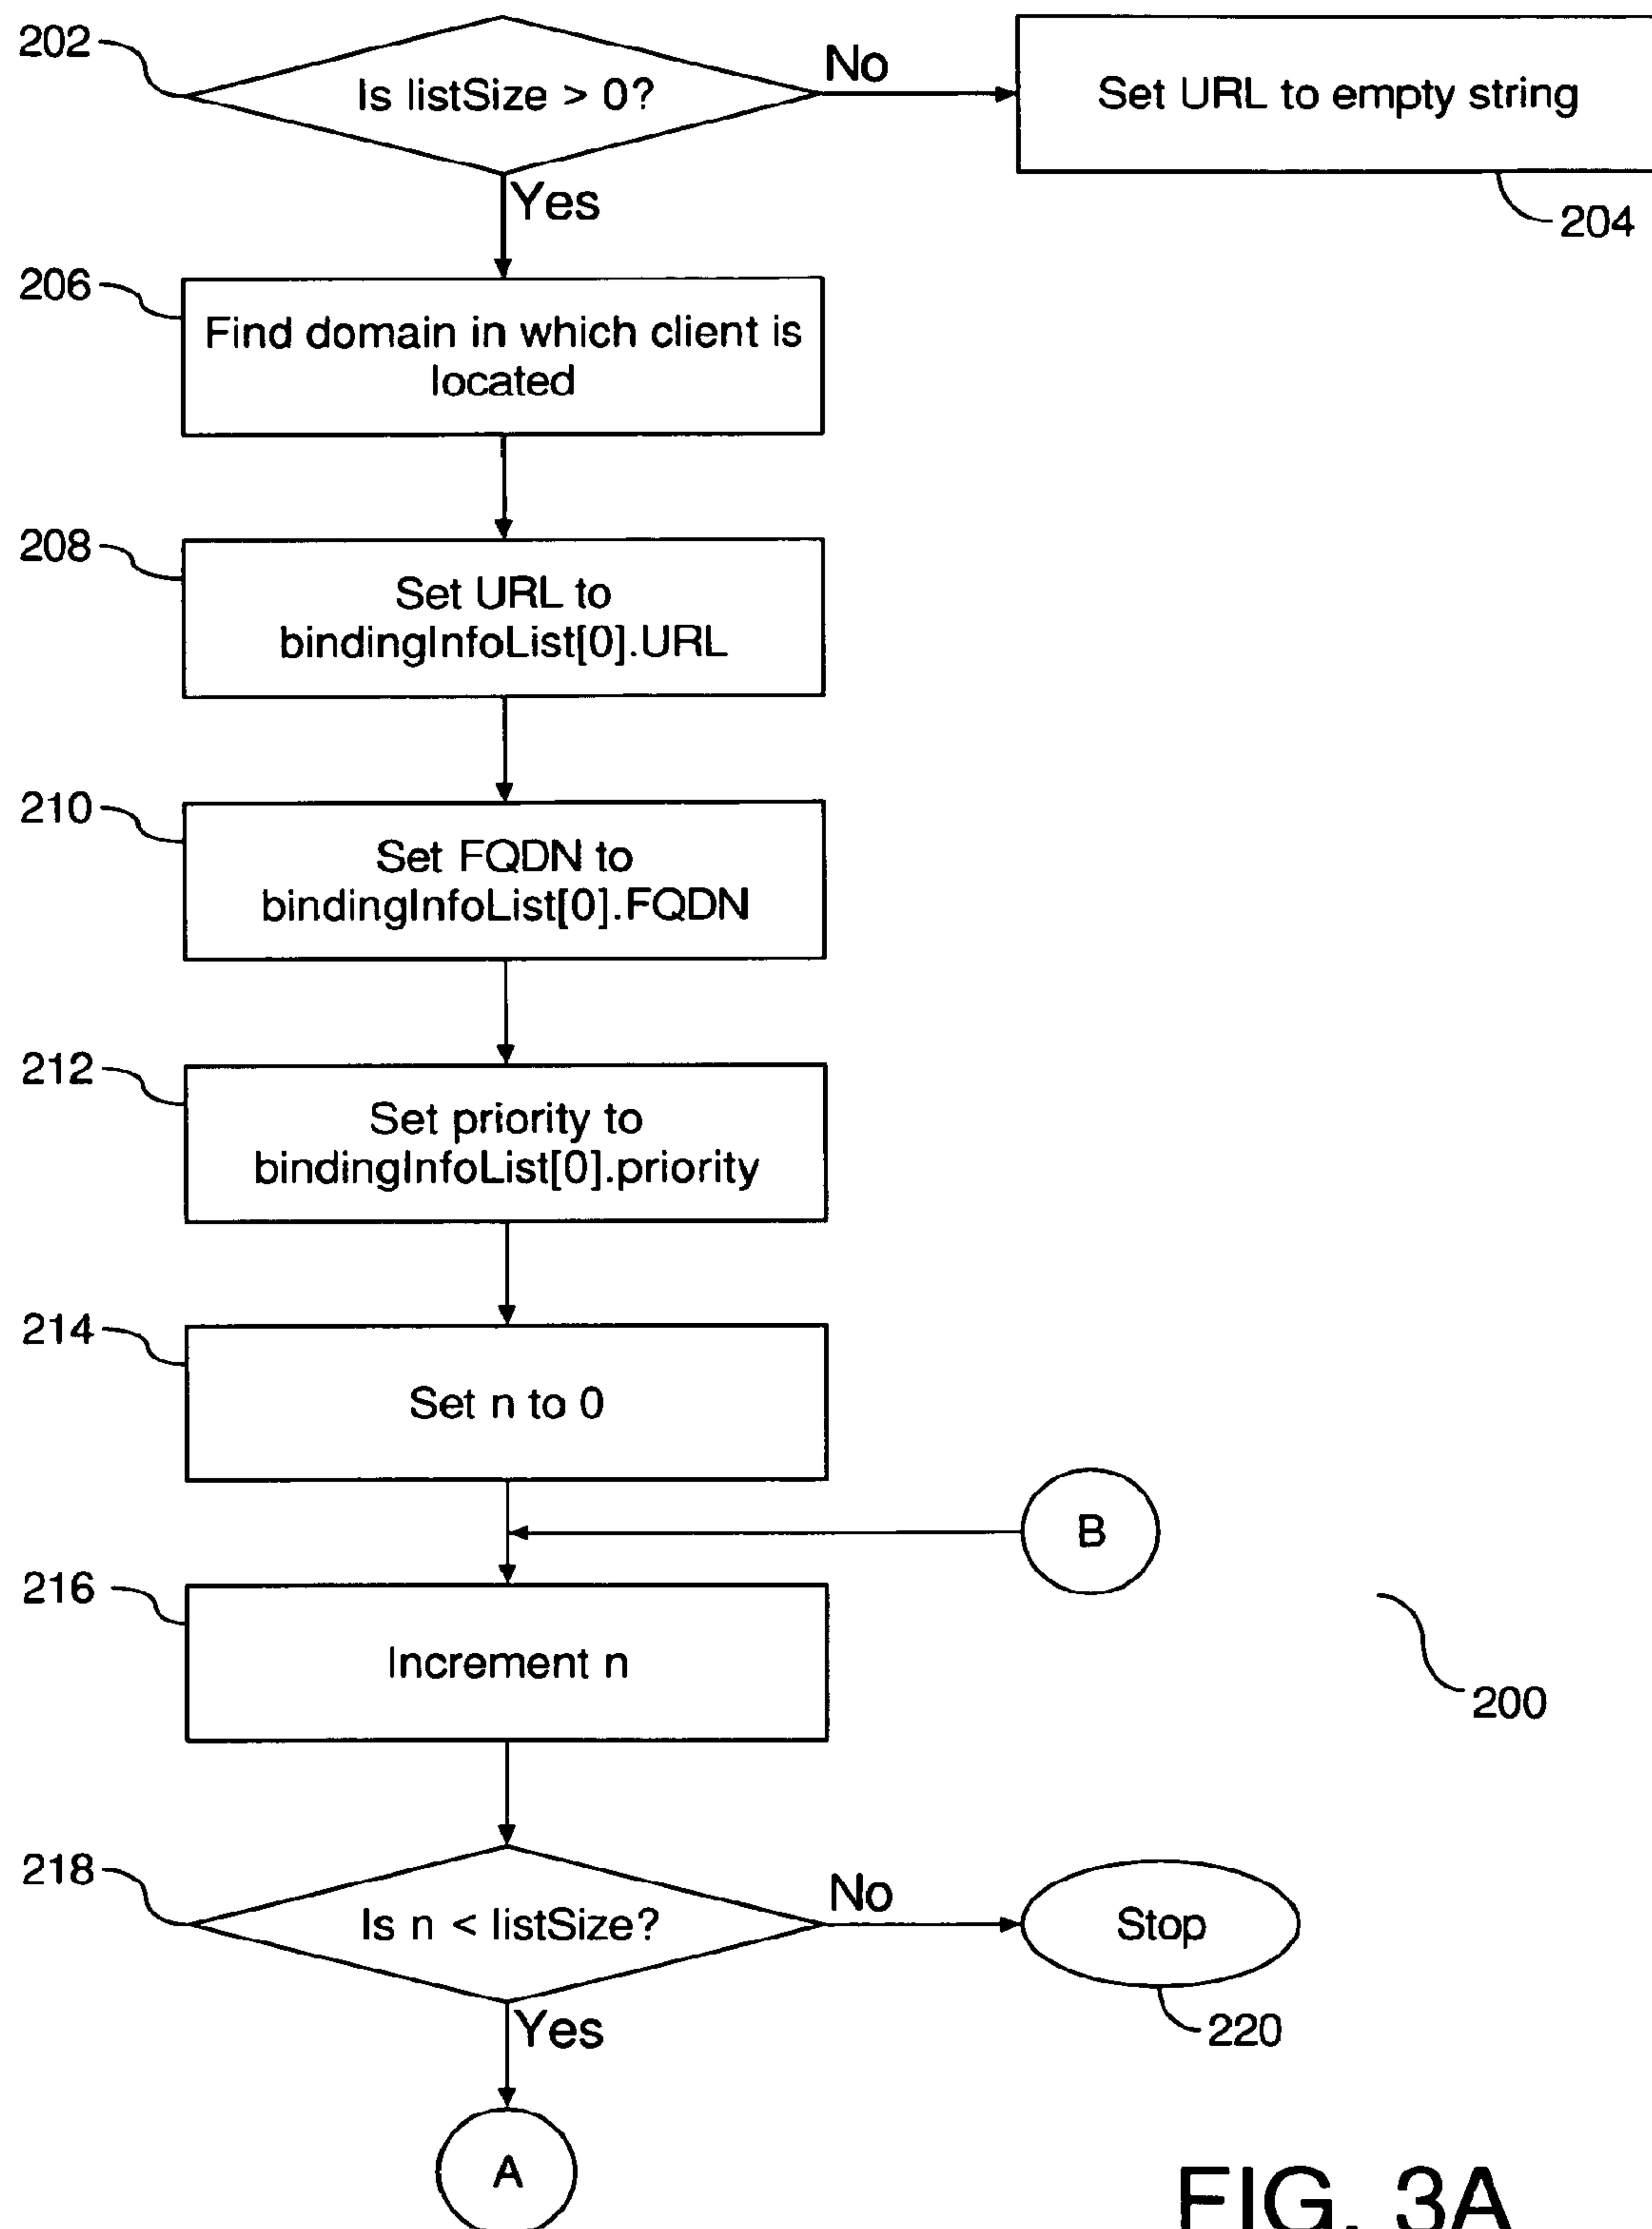 202
Is listSize > 0?
No
Set URL to empty string
204
Yes
206
Find domain in which client is
located
208
Set URL to
bindingInfoList[0].URL
210
Set FQDN to
bindingInfoList[0].FQDN
212
Set priority to
bindingInfoList[0].priority
214
Set n to 0
B
216
Increment n
200
218
Is n < listSize?
No
Stop
220
Yes
A
FIG. 3A